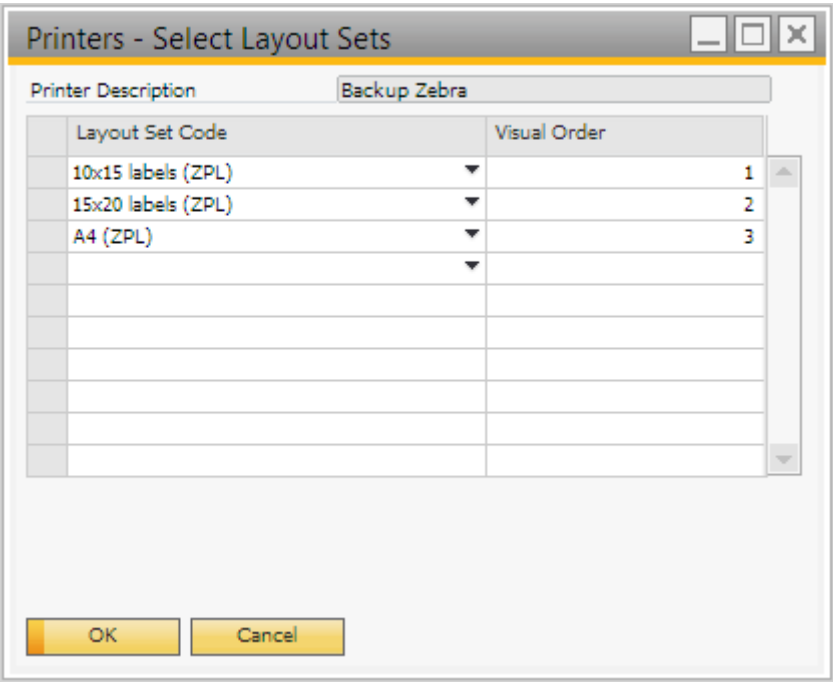 Printers - Select Layout Sets
Printer Description Backup Zebra
Layout Set Code Visual Order
10x15 labels (ZPL) 1
15x20 labels (ZPL) 2
A4 (ZPL) 3
OK Cancel